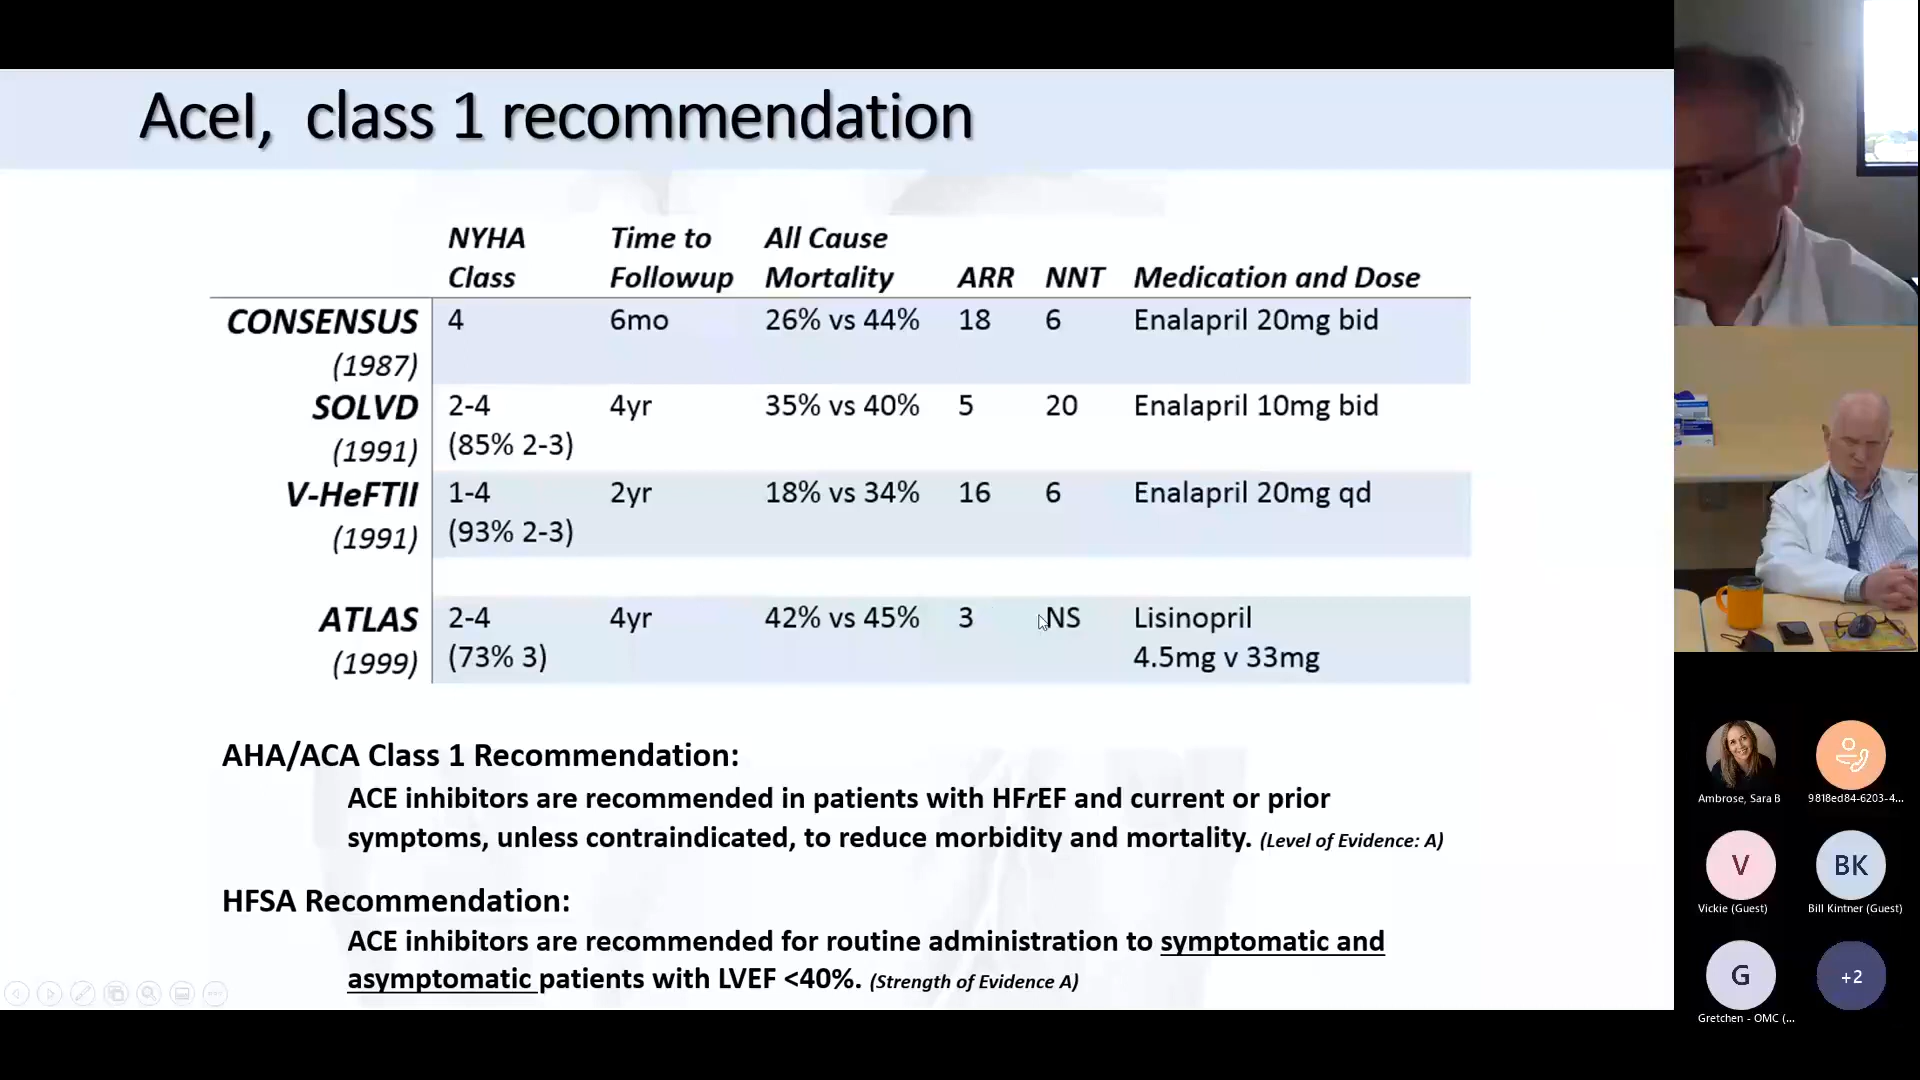 AceI, class 1 recommendation
NYHA Class
Time to Followup
All Cause Mortality
ARR
NNT
Medication and Dose
CONSENSUS (1987)
4
6mo
26% vs 44%
18
6
Enalapril 20mg bid
SOLVD (1991)
2-4 (85% 2-3)
4yr
35% vs 40%
5
20
Enalapril 10mg bid
V-HeFTII (1991)
1-4 (93% 2-3)
2yr
18% vs 34%
16
6
Enalapril 20mg qd
ATLAS (1999)
2-4 (73% 3)
4yr
42% vs 45%
3
NS
Lisinopril 4.5mg v 33mg
AHA/ACA Class 1 Recommendation:
ACE inhibitors are recommended in patients with HFrEF and current or prior
symptoms, unless contraindicated, to reduce morbidity and mortality. (Level of Evidence: A)
HFSA Recommendation:
ACE inhibitors are recommended for routine administration to symptomatic and
asymptomatic patients with LVEF <40%. (Strength of Evidence A)
Ambrose, Sara B
9818ed84-6203-4...
V
Vickie (Guest)
BK
Bill Kintner (Guest)
G
Gretchen - OMC (...
+2